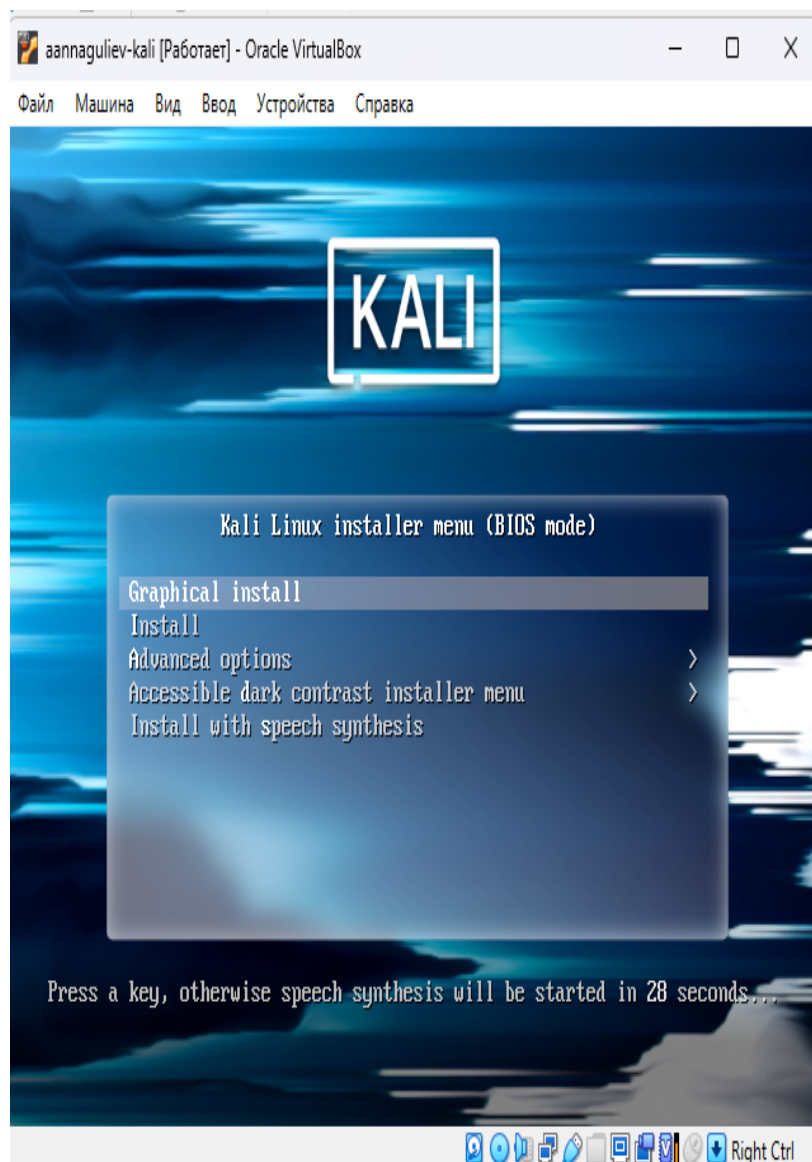 aannaguliev-kali [Работает] - Oracle VirtualBox
Файл Машина Вид Ввод Устройства Справка
KALI
Kali Linux installer menu (BIOS mode)
Graphical install
Install
Advanced options >
Accessible dark contrast installer menu >
Install with speech synthesis
Press a key, otherwise speech synthesis will be started in 28 seconds...
Right Ctrl